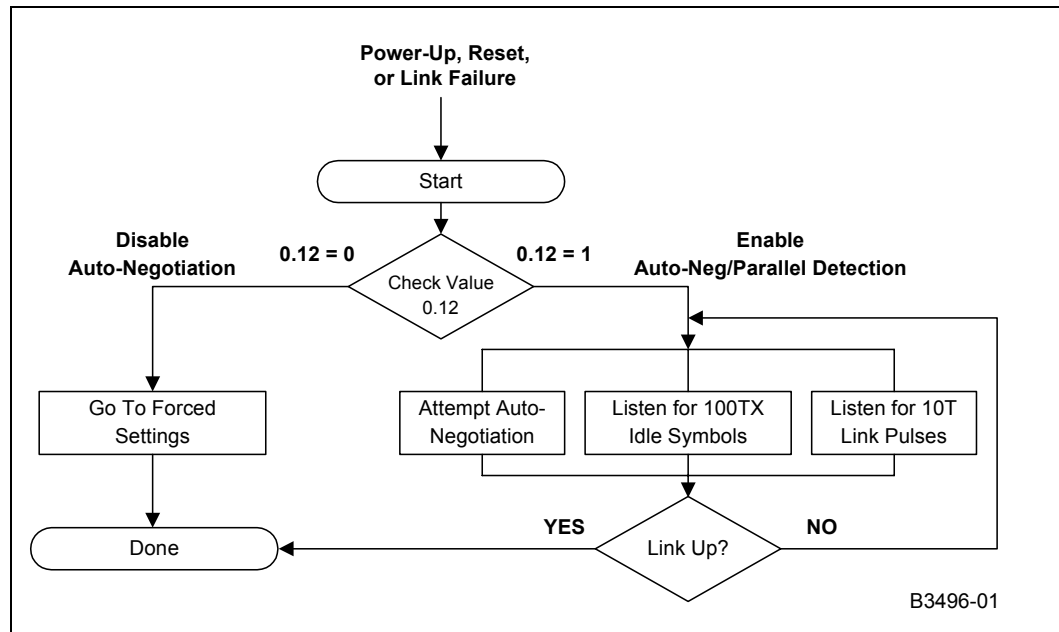 Power-Up, Reset,
or Link Failure
Start
Disable
Auto-Negotiation
0.12 = 0
0.12 = 1
Enable
Auto-Neg/Parallel Detection
Check Value
0.12
Go To Forced
Settings
Attempt Auto-
Negotiation
Listen for 100TX
Idle Symbols
Listen for 10T
Link Pulses
Done
YES
Link Up?
NO
B3496-01